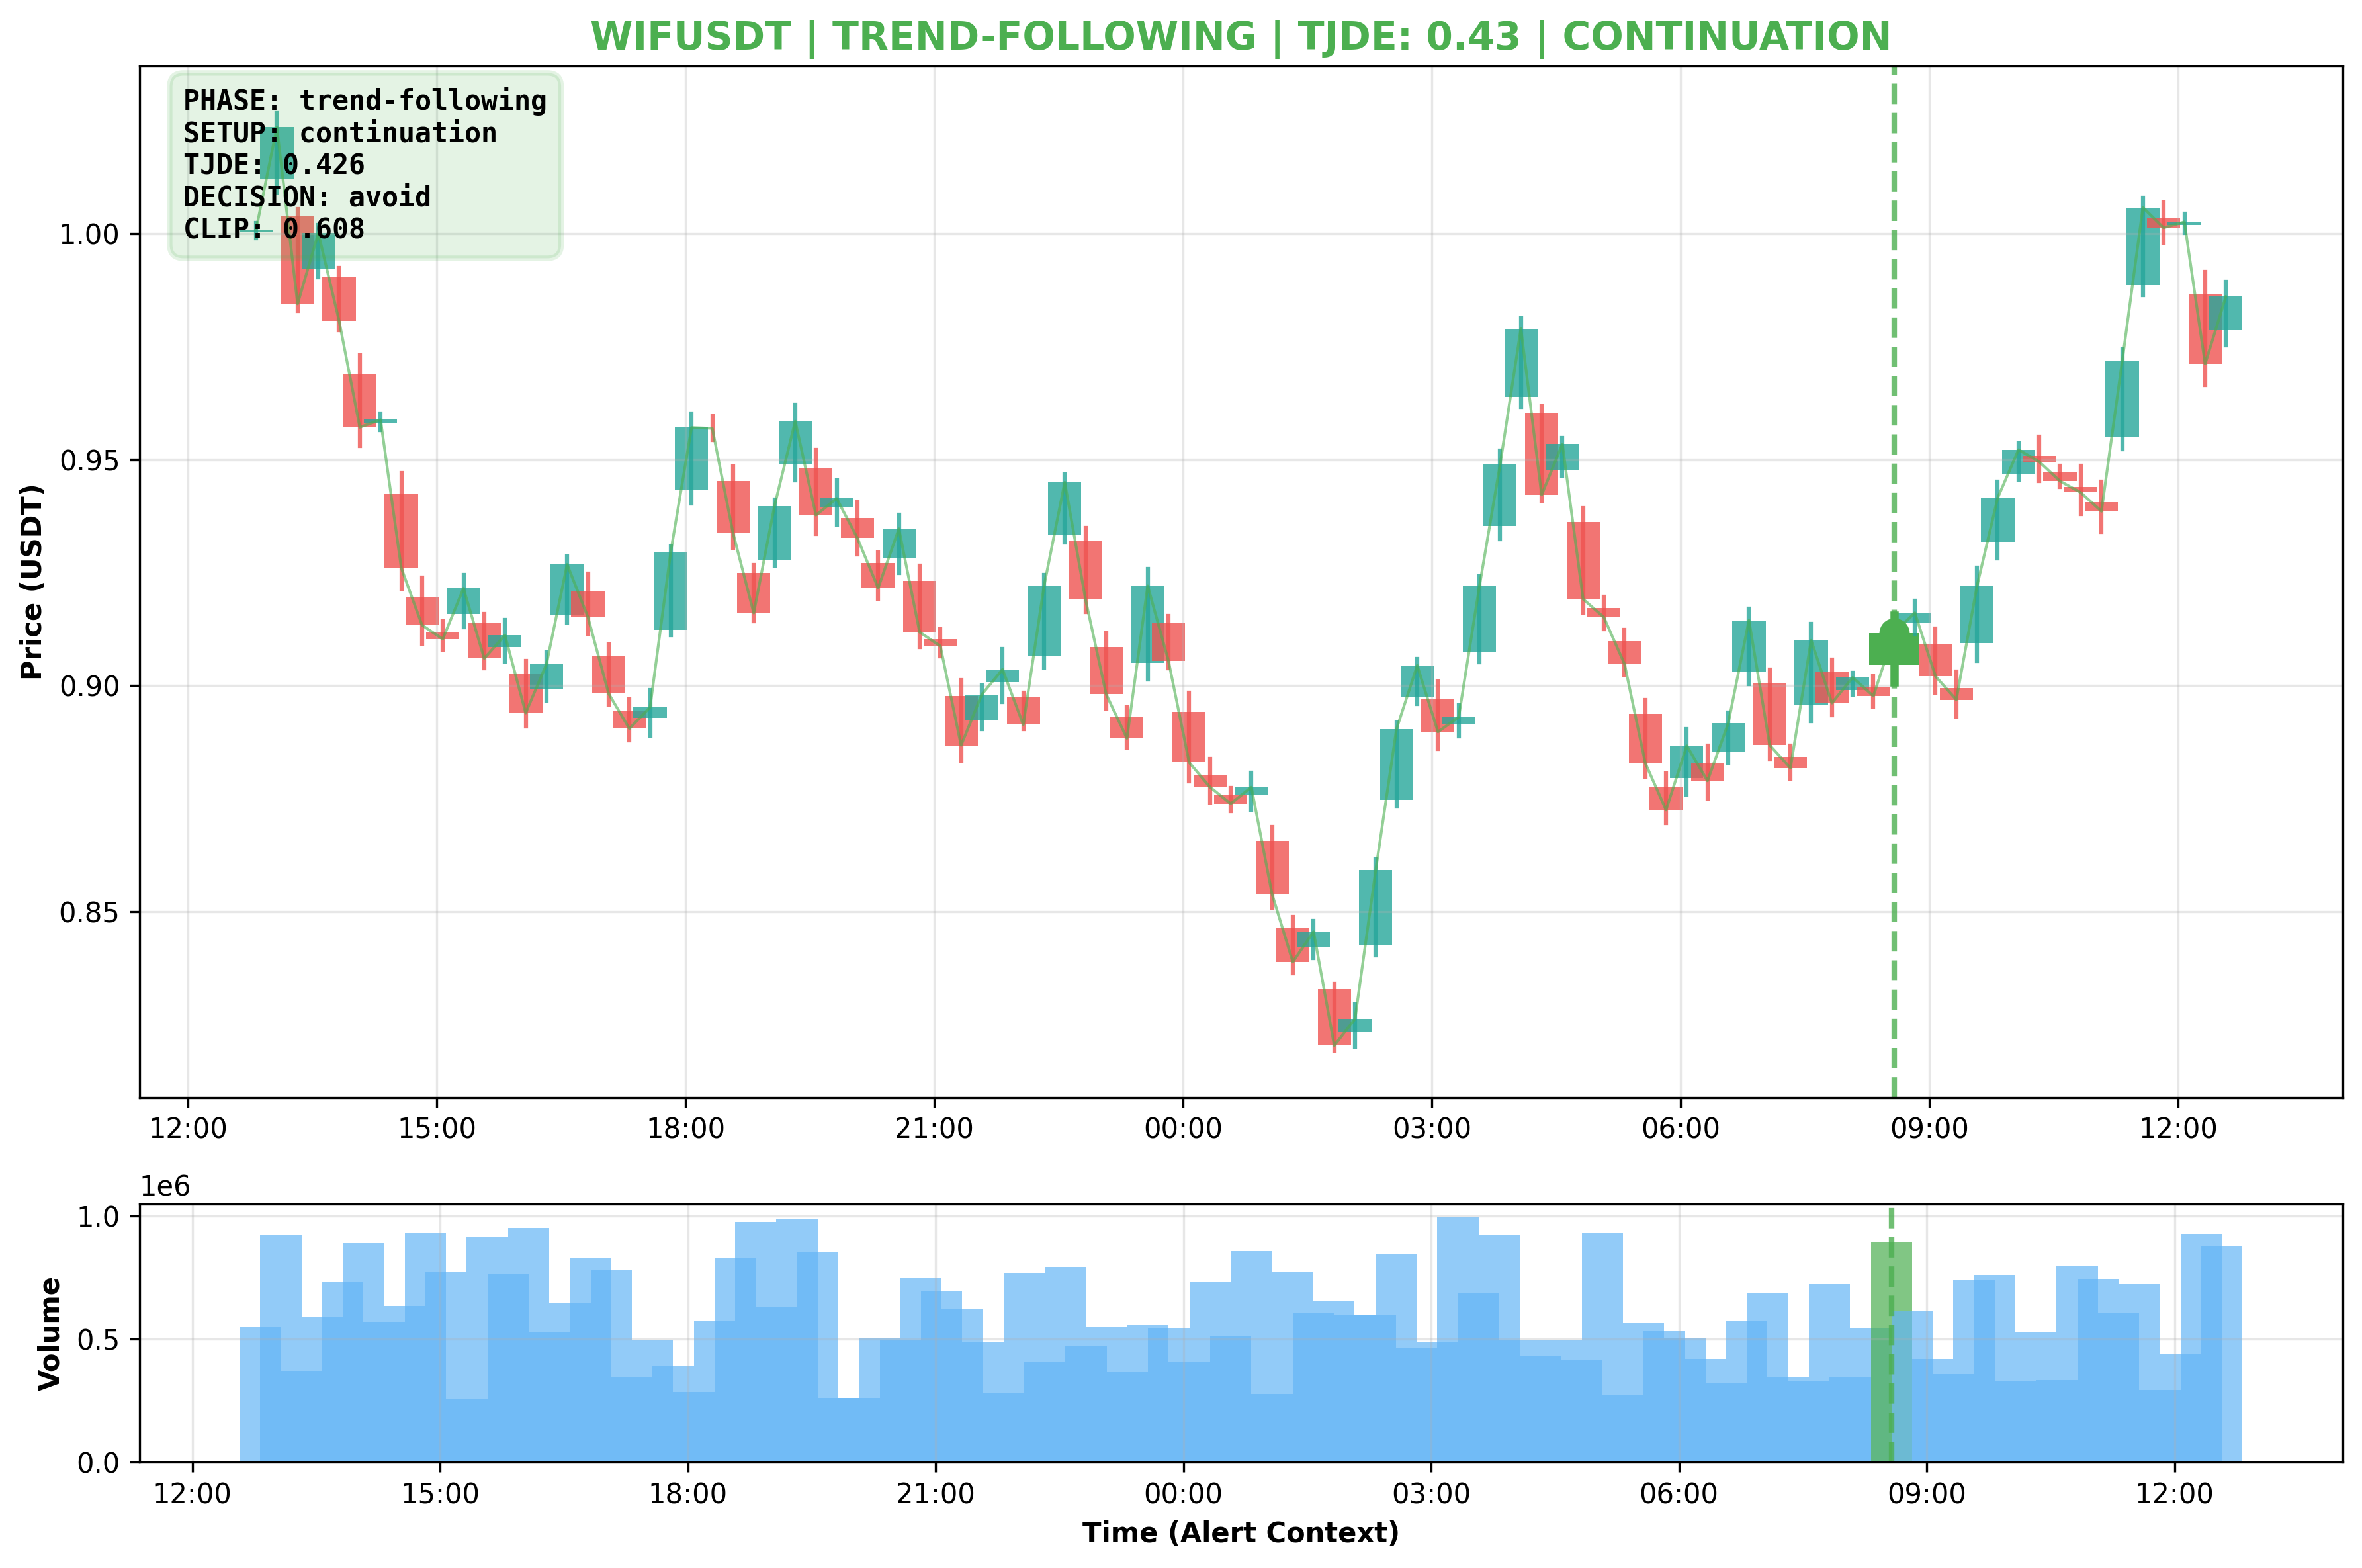 WIFUSDT | TREND-FOLLOWING | TJDE: 0.43 | CONTINUATION
PHASE: trend-following
SETUP: continuation
TJDE: 0.426
DECISION: avoid
CLIP: 0.608
Price (USDT)
1.00
0.95
0.90
0.85
12:00 15:00 18:00 21:00 00:00 03:00 06:00 09:00 12:00
1e6
Volume
1.0
0.5
0.0
12:00 15:00 18:00 21:00 00:00 03:00 06:00 09:00 12:00
Time (Alert Context)